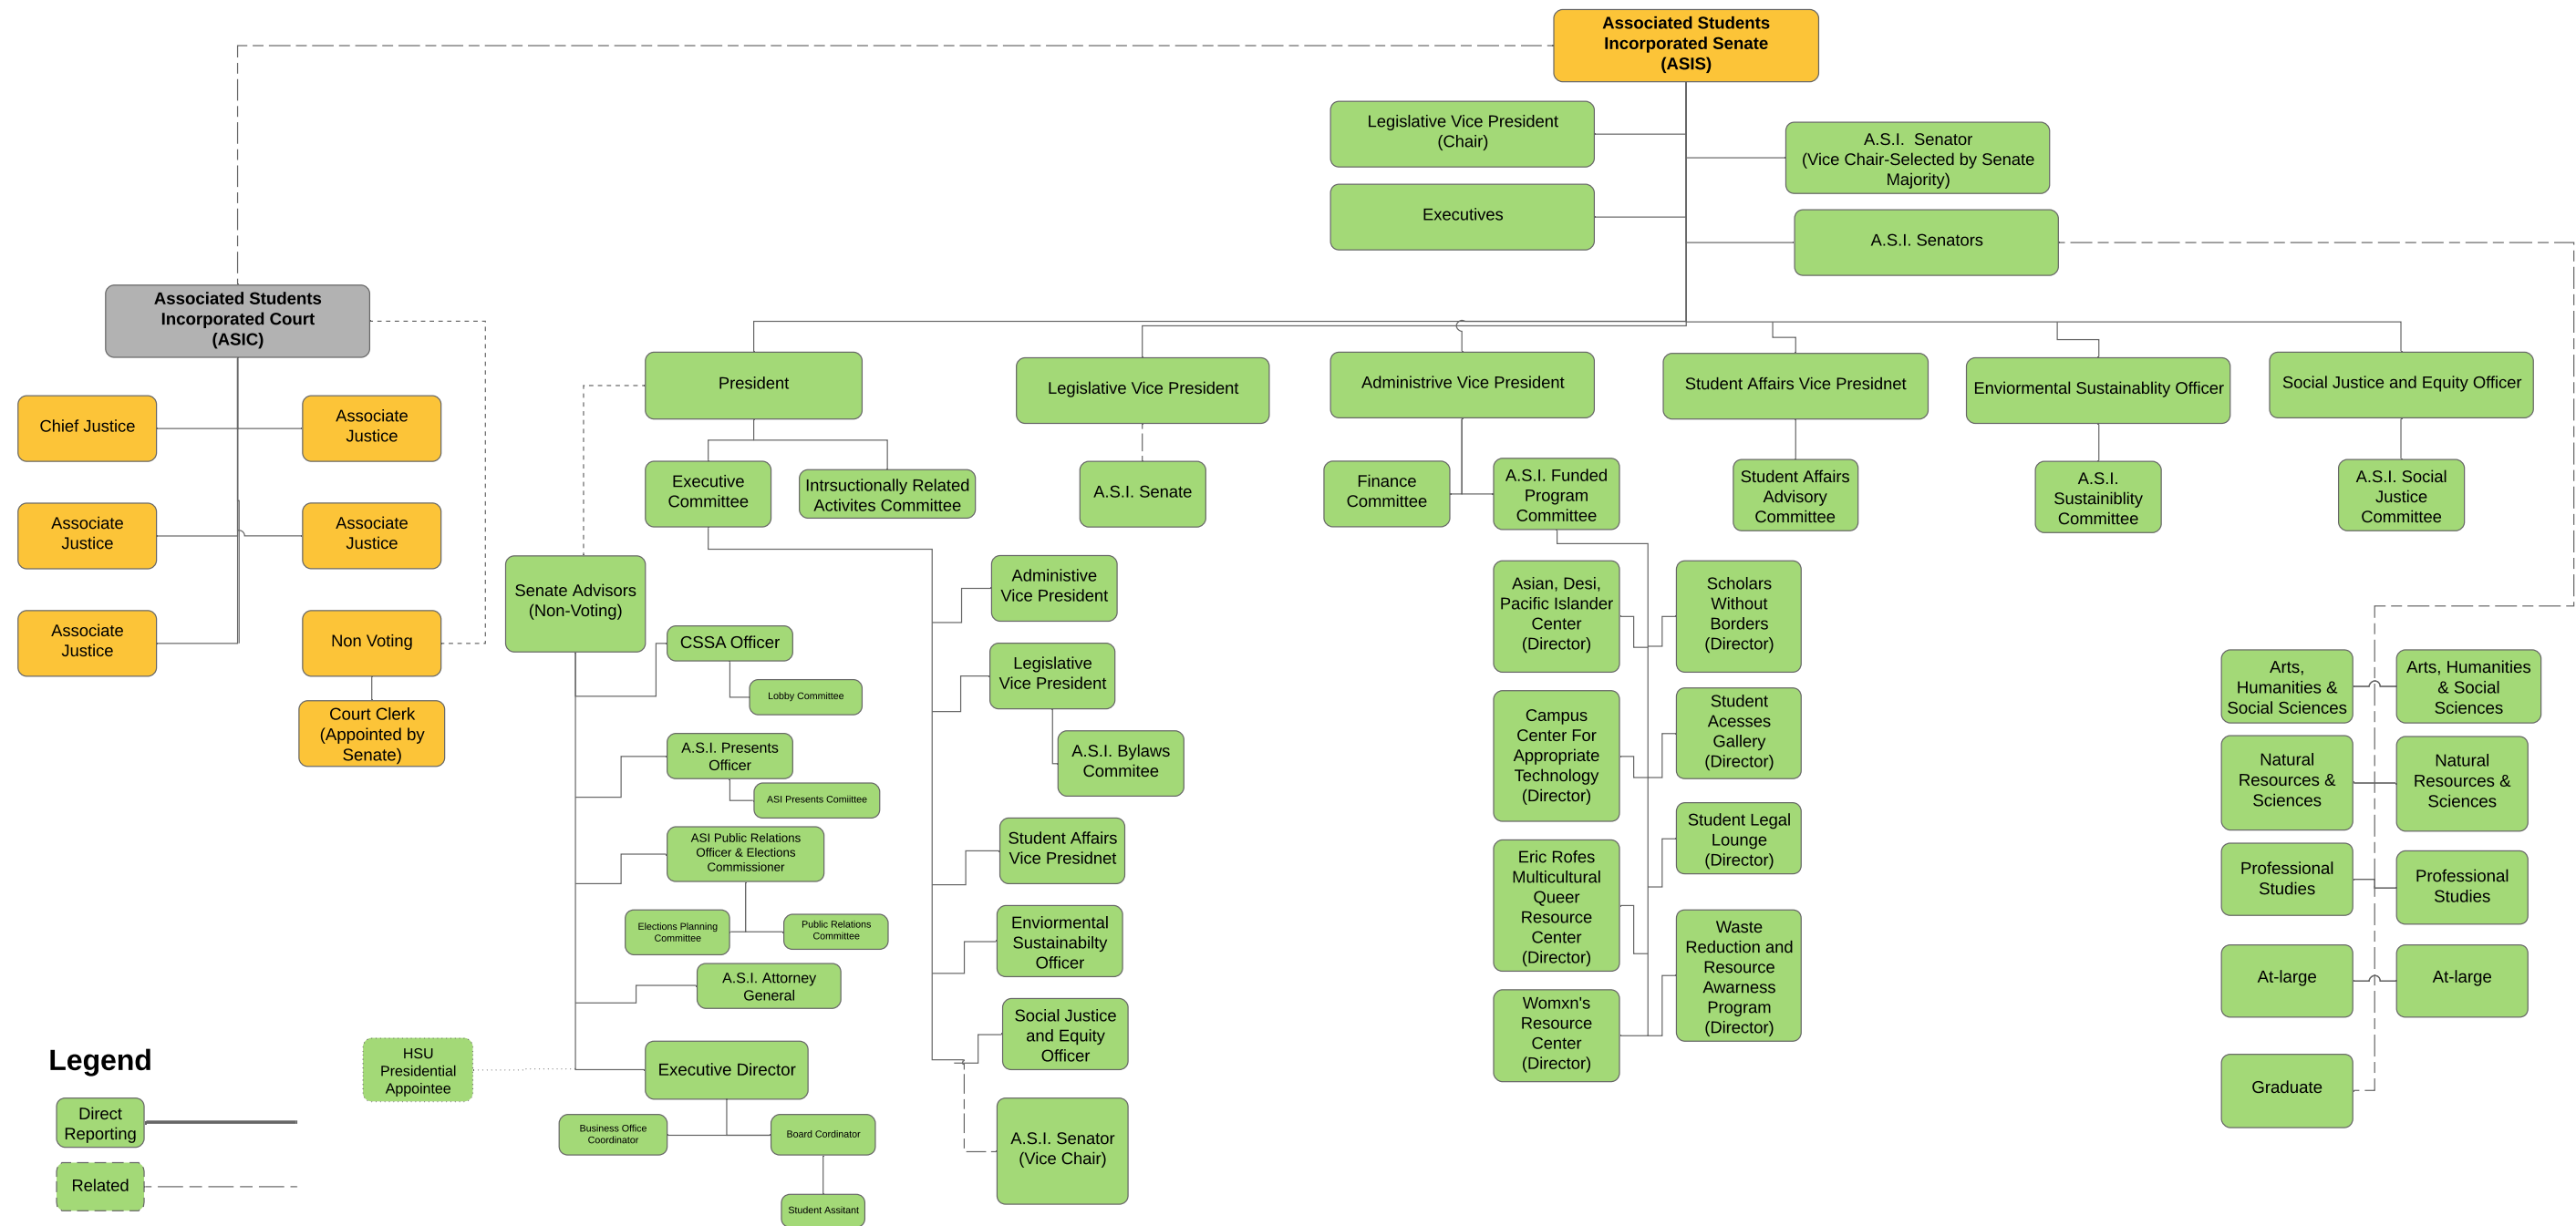 Associated Students
Incorporated Senate
(ASIS)
Legislative Vice President
(Chair)
A.S.I.  Senator
(Vice Chair-Selected by Senate
Majority)
Executives
A.S.I. Senators
Associated Students
Incorporated Court
(ASIC)
Chief Justice
Associate
Justice
Associate
Justice
Associate
Justice
Associate
Justice
Non Voting
Court Clerk
(Appointed by
Senate)
President
Legislative Vice President
Administrive Vice President
Student Affairs Vice Presidnet
Enviormental Sustainablity Officer
Social Justice and Equity Officer
Executive
Committee
Intrsuctionally Related
Activites Committee
A.S.I. Senate
Finance
Committee
A.S.I. Funded
Program
Committee
Student Affairs
Advisory
Committee
A.S.I.
Sustainiblity
Committee
A.S.I. Social
Justice
Committee
Senate Advisors
(Non-Voting)
CSSA Officer
Lobby Committee
A.S.I. Presents
Officer
ASI Presents Comiittee
ASI Public Relations
Officer & Elections
Commissioner
Elections Planning
Committee
Public Relations
Committee
A.S.I. Attorney
General
HSU
Presidential
Appointee
Executive Director
Business Office
Coordinator
Board Cordinator
Student Assitant
Administive
Vice President
Legislative
Vice President
A.S.I. Bylaws
Commitee
Student Affairs
Vice Presidnet
Enviormental
Sustainabilty
Officer
Social Justice
and Equity
Officer
A.S.I. Senator
(Vice Chair)
Asian, Desi,
Pacific Islander
Center
(Director)
Scholars
Without
Borders
(Director)
Campus
Center For
Appropriate
Technology
(Director)
Student
Acesses
Gallery
(Director)
Eric Rofes
Multicultural
Queer
Resource
Center
(Director)
Student Legal
Lounge
(Director)
Womxn's
Resource
Center
(Director)
Waste
Reduction and
Resource
Awarness
Program
(Director)
Arts,
Humanities &
Social Sciences
Arts, Humanities
& Social
Sciences
Natural
Resources &
Sciences
Natural
Resources &
Sciences
Professional
Studies
Professional
Studies
At-large
At-large
Graduate
Legend
Direct
Reporting
Related